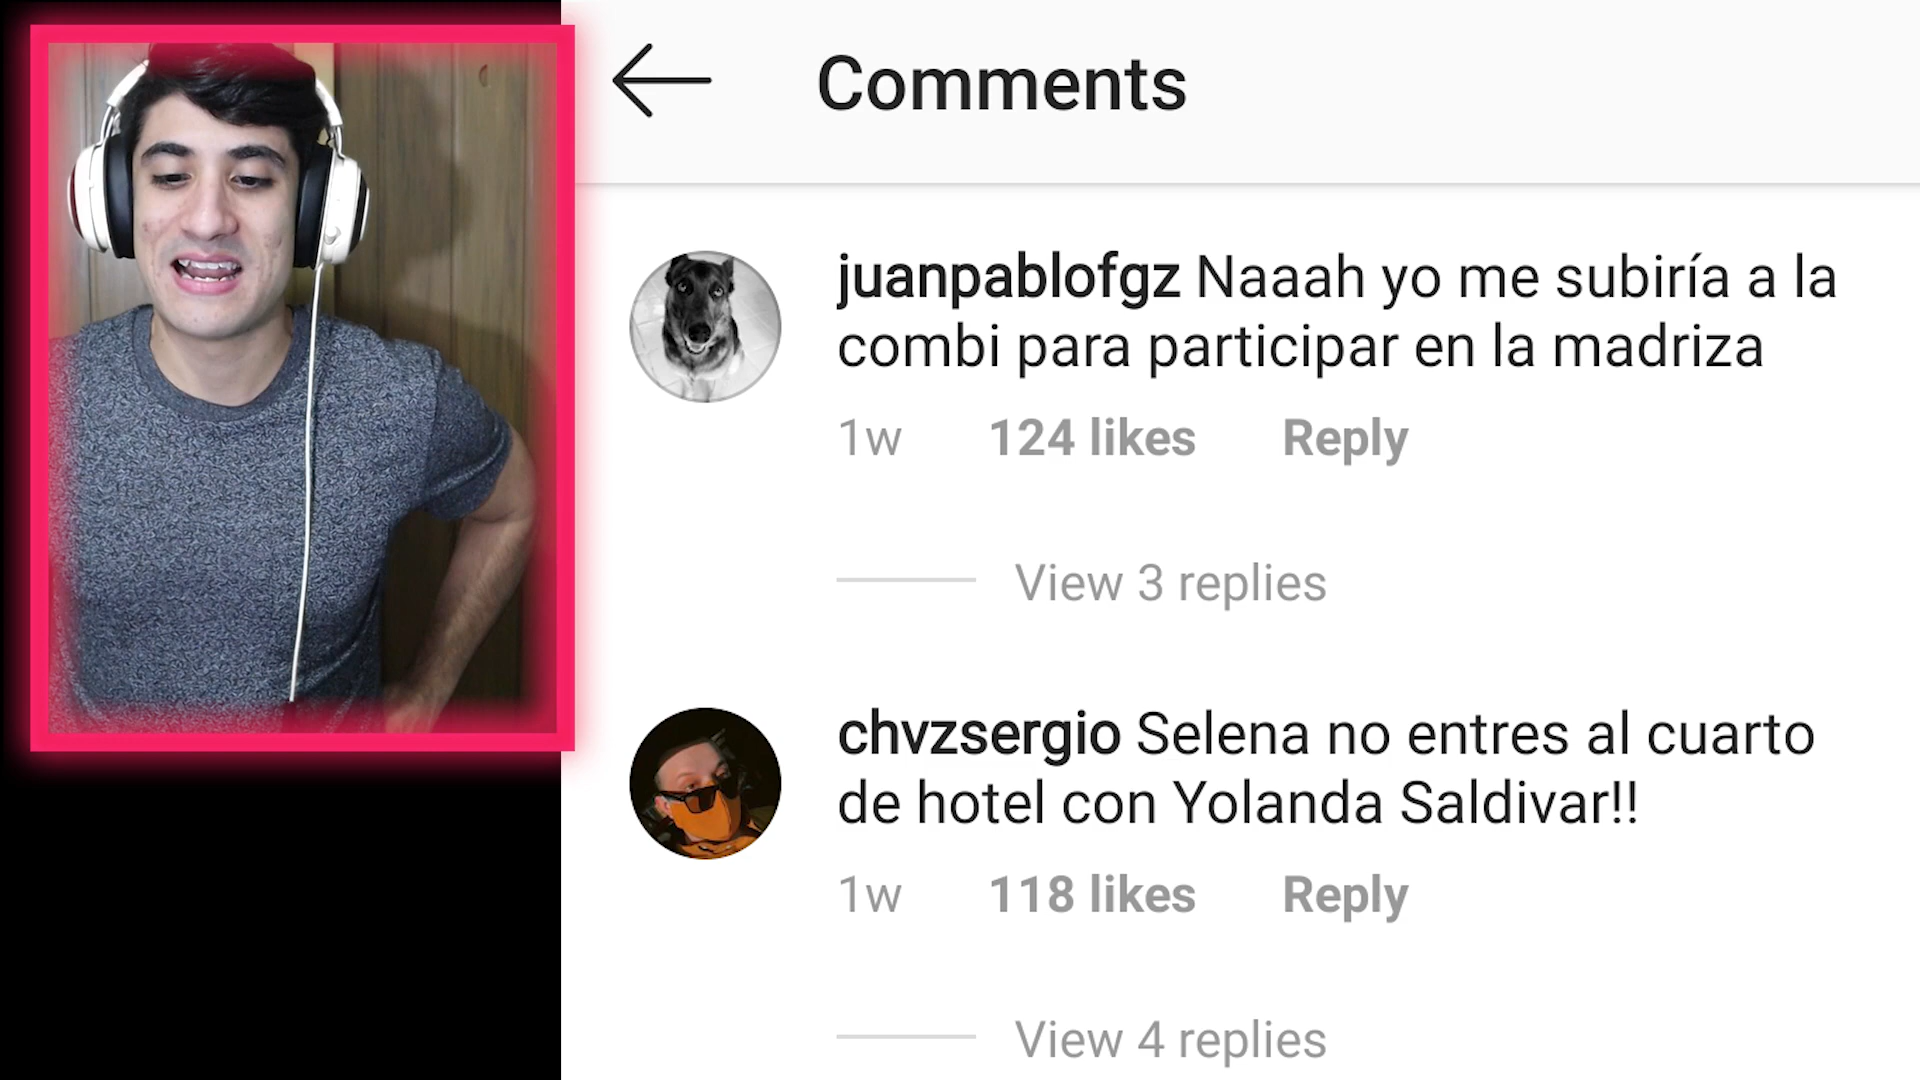 Comments
juanpablofgz Naaah yo me subiría a la
combi para participar en la madriza
1w 124 likes Reply
View 3 replies
chvzsergio Selena no entres al cuarto
de hotel con Yolanda Saldivar!!
1w 118 likes Reply
View 4 replies